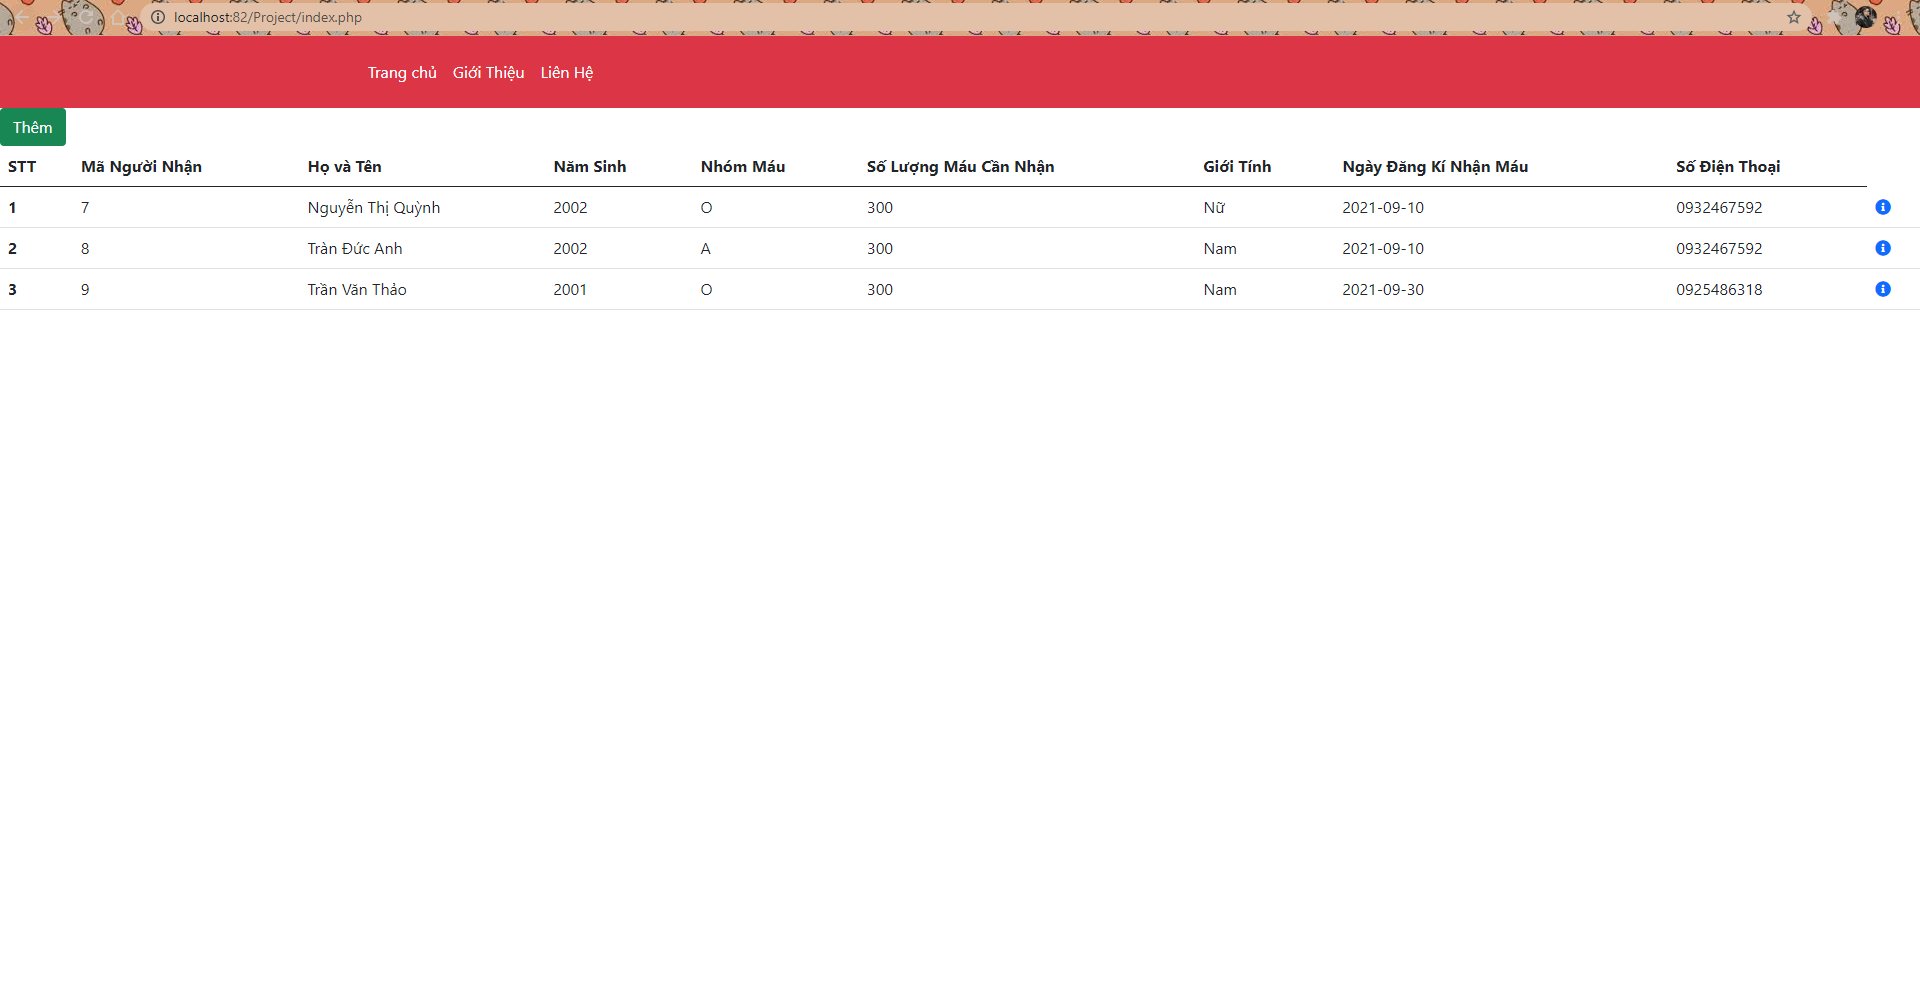 localhost:82/Project/index.php
Trang chủ Giới Thiệu Liên Hệ
Thêm
STT Mã Người Nhận Họ và Tên Năm Sinh Nhóm Máu Số Lượng Máu Cần Nhận Giới Tính Ngày Đăng Kí Nhận Máu Số Điện Thoại
1 7 Nguyễn Thị Quỳnh 2002 O 300 Nữ 2021-09-10 0932467592
2 8 Tràn Đức Anh 2002 A 300 Nam 2021-09-10 0932467592
3 9 Trần Văn Thảo 2001 O 300 Nam 2021-09-30 0925486318